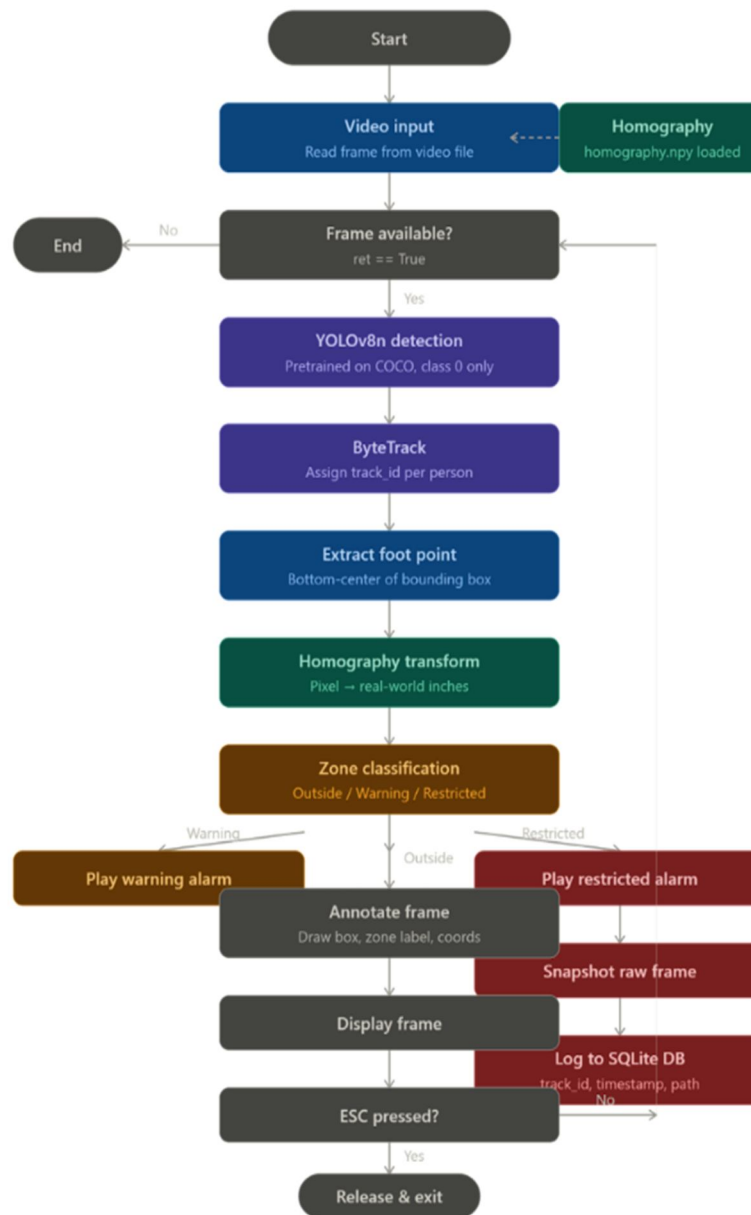 Start
Video input
Read frame from video file
Homography
homography.npy loaded
End
No
Frame available?
ret == True
Yes
YOLOv8n detection
Pretrained on COCO, class 0 only
ByteTrack
Assign track_id per person
Extract foot point
Bottom-center of bounding box
Homography transform
Pixel → real-world inches
Zone classification
Outside / Warning / Restricted
Warning
Outside
Restricted
Play warning alarm
Play restricted alarm
Annotate frame
Draw box, zone label, coords
Snapshot raw frame
Display frame
Log to SQLite DB
track_id, timestamp, path
No
ESC pressed?
Yes
Release & exit